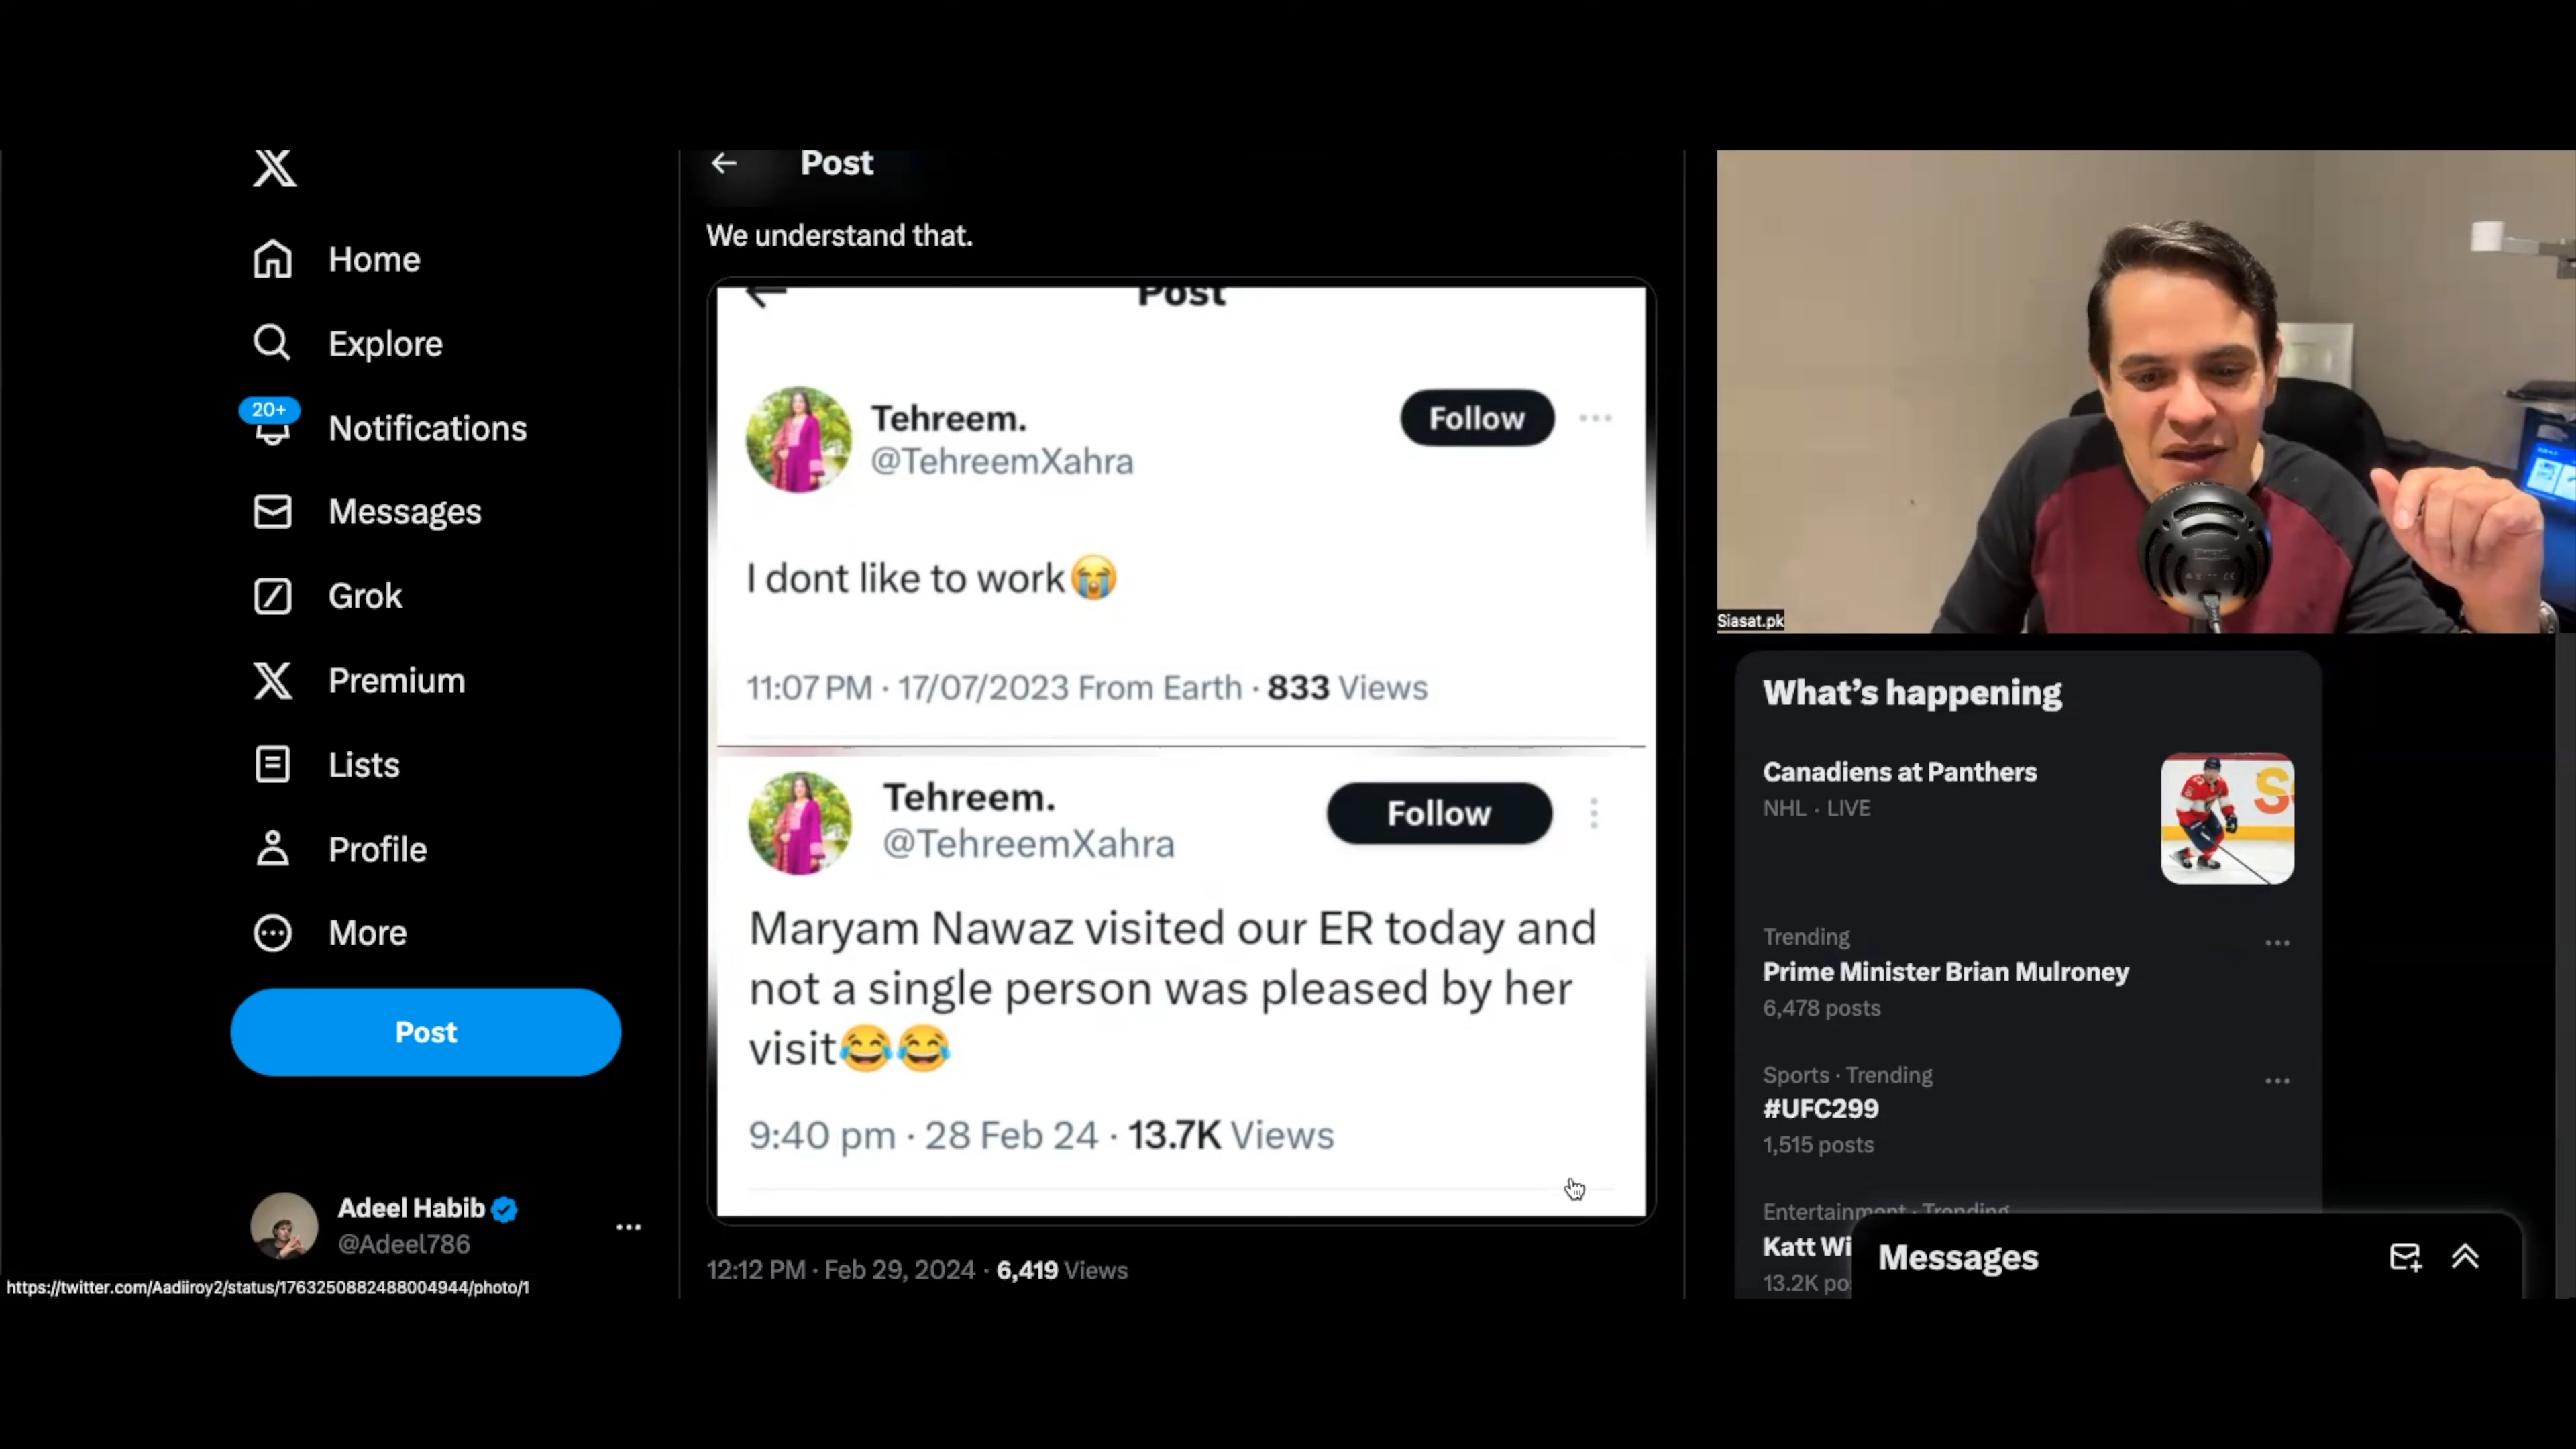 Home
Explore
20+
Notifications
Messages
Grok
Premium
Lists
Profile
More
Post
Adeel Habib
@Adeel786
https://twitter.com/Aadiiroy2/status/1763250882488004944/photo/1
Post
We understand that.
Post
Tehreem.
@TehreemXahra
Follow
I dont like to work😭
11:07 PM · 17/07/2023 From Earth · 833 Views
Tehreem.
@TehreemXahra
Follow
Maryam Nawaz visited our ER today and
not a single person was pleased by her
visit😂😂
9:40 pm · 28 Feb 24 · 13.7K Views
12:12 PM · Feb 29, 2024 · 6,419 Views
Siasat.pk
What's happening
Canadiens at Panthers
NHL · LIVE
Trending
Prime Minister Brian Mulroney
6,478 posts
Sports · Trending
#UFC299
1,515 posts
Entertainment · Trending
Katt Wi
13.2K po
Messages